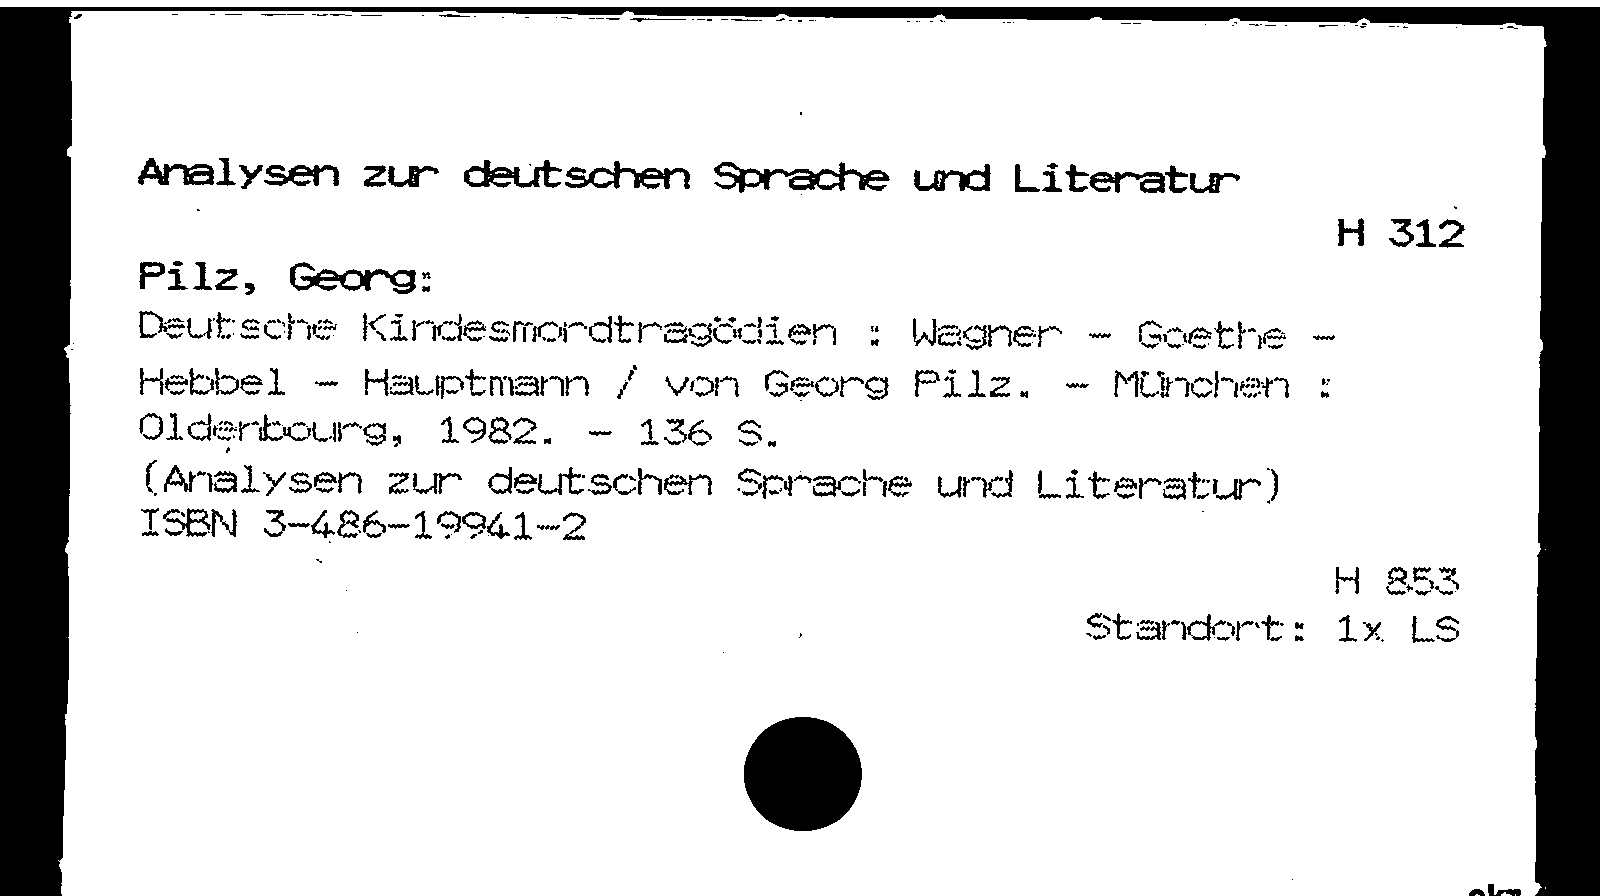 Analysen zur deutschen Sprache und Literatur
H 312
Pilz, Georg:
Deutsche Kindesmordtragödien : Wagner - Goethe -
Hebbel - Hauptmann / von Georg Pilz. - München :
Oldenbourg, 1982. - 136 S.
(Analysen zur deutschen Sprache und Literatur)
ISBN 3-486-19941-2
H 853
Standort: 1x LS